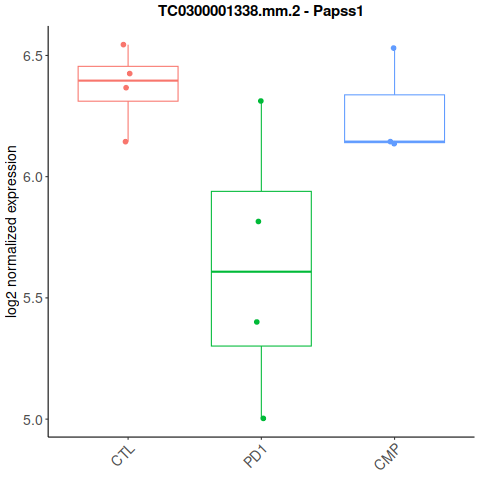 TC0300001338.mm.2 - Papss1
log2 normalized expression
6.5
6.0
5.5
5.0
CTL
PD1
CMP